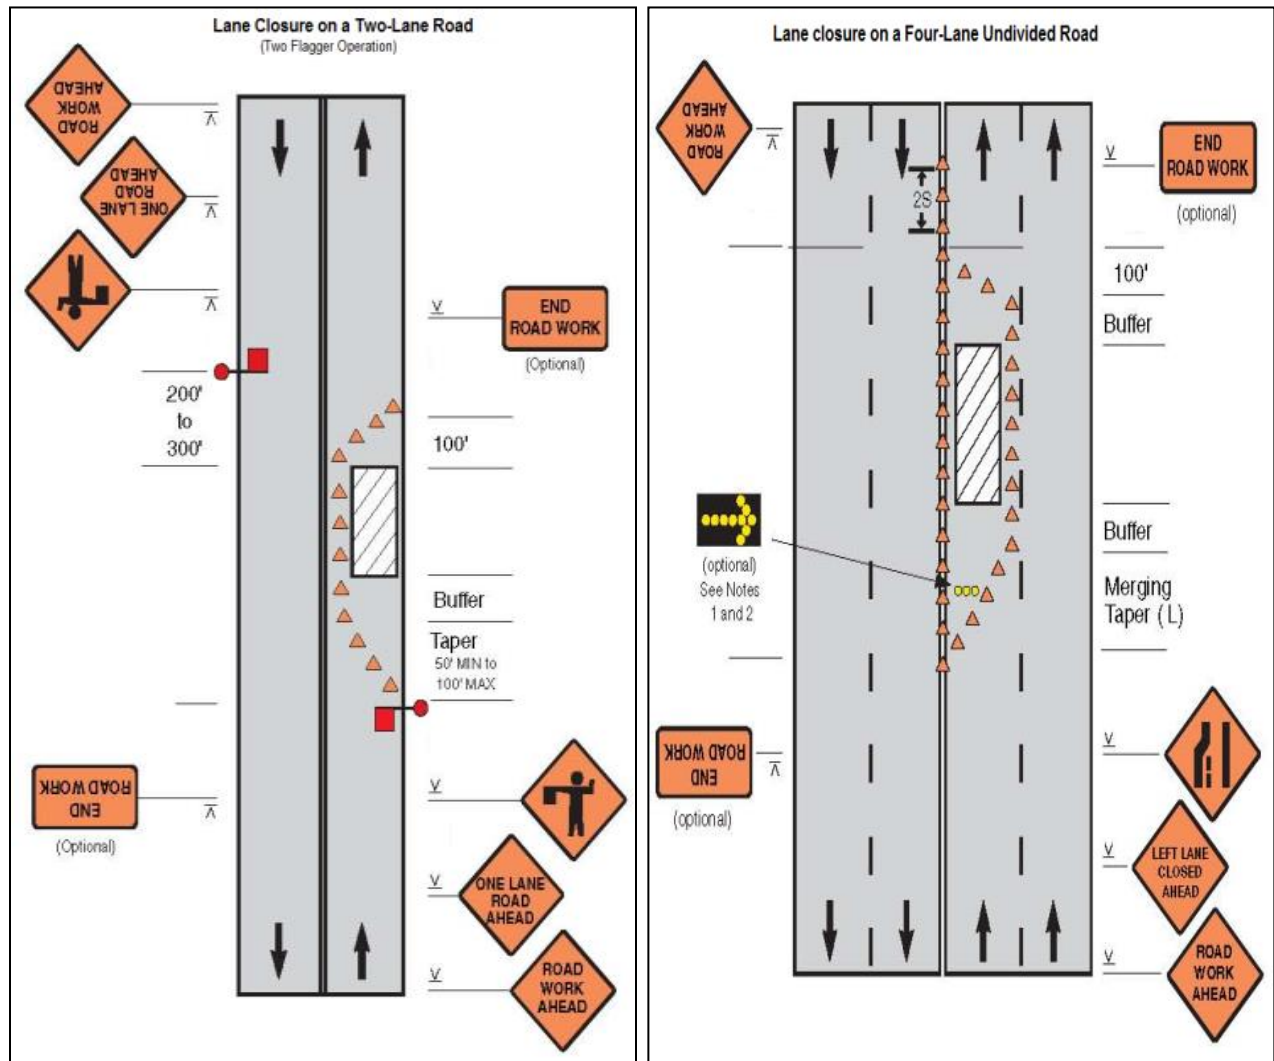 Lane Closure on a Two-Lane Road
(Two Flagger Operation)
ROAD
WORK
AHEAD
ONE LANE
ROAD
AHEAD
END
ROAD WORK
(Optional)
200'
to
300'
100'
Buffer
Taper
50' MIN to
100' MAX
END
ROAD WORK
(Optional)
ONE LANE
ROAD
AHEAD
ROAD
WORK
AHEAD
Lane closure on a Four-Lane Undivided Road
ROAD
WORK
AHEAD
END
ROAD WORK
(optional)
2S
100'
Buffer
(optional)
See Notes
1 and 2
Buffer
Merging
Taper (L)
END
ROAD WORK
(optional)
LEFT LANE
CLOSED
AHEAD
ROAD
WORK
AHEAD